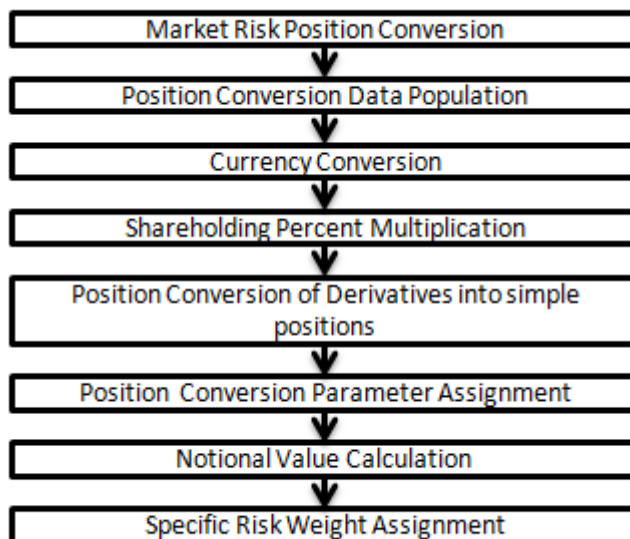 Market Risk Position Conversion
Position Conversion Data Population
Currency Conversion
Shareholding Percent Multiplication
Position Conversion of Derivatives into simple
positions
Position Conversion Parameter Assignment
Notional Value Calculation
Specific Risk Weight Assignment